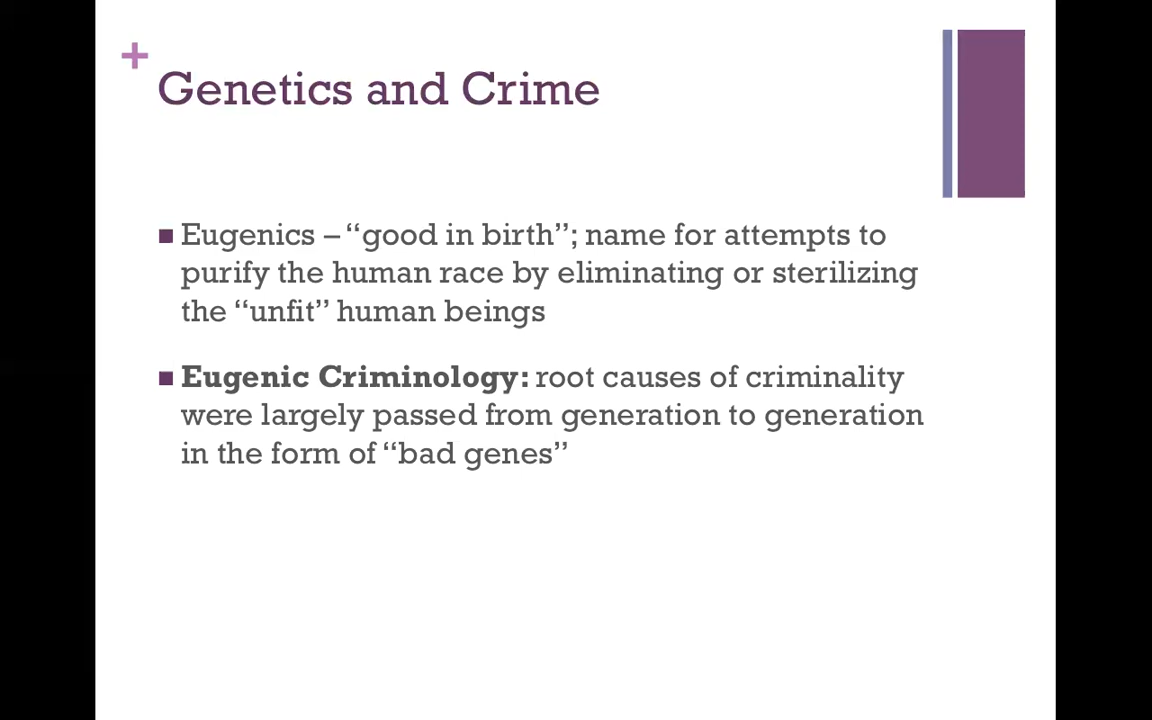 +
Genetics and Crime
■ Eugenics – “good in birth”; name for attempts to
purify the human race by eliminating or sterilizing
the “unfit” human beings
■ Eugenic Criminology: root causes of criminality
were largely passed from generation to generation
in the form of “bad genes”